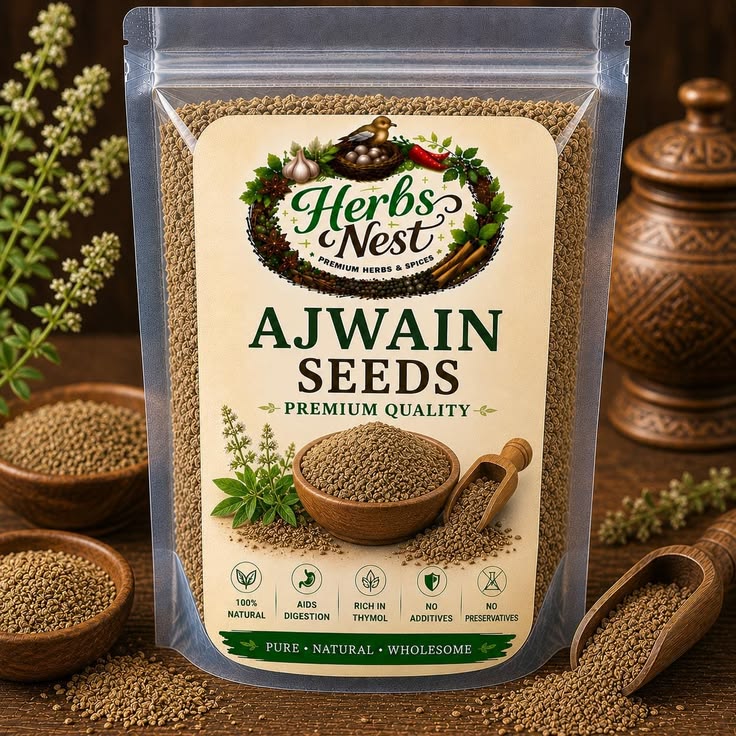 Herbs
Nest
PREMIUM HERBS & SPICES
AJWAIN
SEEDS
PREMIUM QUALITY
100%
NATURAL
AIDS
DIGESTION
RICH IN
THYMOL
NO
ADDITIVES
NO
PRESERVATIVES
PURE • NATURAL • WHOLESOME